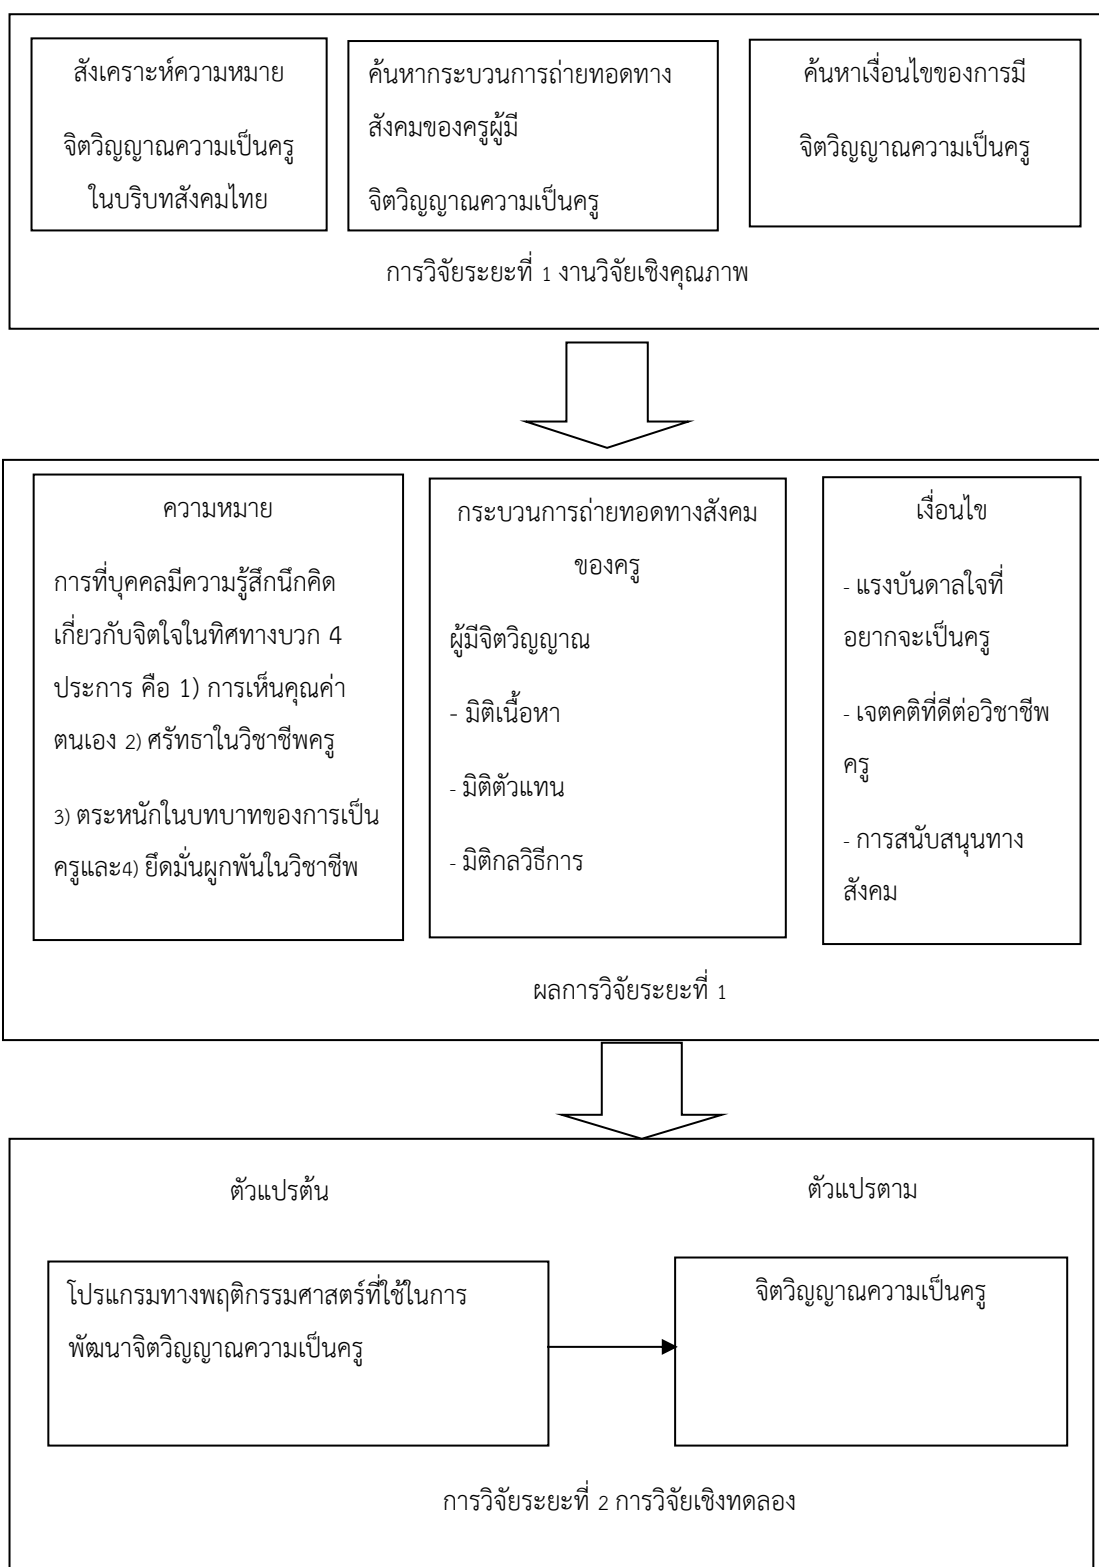 สังเคราะห์ความหมาย
จิตวิญญาณความเป็นครู
ในบริบทสังคมไทย
ค้นหากระบวนการถ่ายทอดทาง
สังคมของครูผู้มี
จิตวิญญาณความเป็นครู
ค้นหาเงื่อนไขของการมี
จิตวิญญาณความเป็นครู
การวิจัยระยะที่ 1 งานวิจัยเชิงคุณภาพ
ความหมาย
การที่บุคคลมีความรู้สึกนึกคิด
เกี่ยวกับจิตใจในทิศทางบวก 4
ประการ คือ 1) การเห็นคุณค่า
ตนเอง 2) ศรัทธาในวิชาชีพครู
3) ตระหนักในบทบาทของการเป็น
ครูและ4) ยึดมั่นผูกพันในวิชาชีพ
กระบวนการถ่ายทอดทางสังคม
ของครู
ผู้มีจิตวิญญาณ
- มิติเนื้อหา
- มิติตัวแทน
- มิติกลวิธีการ
เงื่อนไข
- แรงบันดาลใจที่
อยากจะเป็นครู
- เจตคติที่ดีต่อวิชาชีพ
ครู
- การสนับสนุนทาง
สังคม
ผลการวิจัยระยะที่ 1
ตัวแปรต้น
ตัวแปรตาม
โปรแกรมทางพฤติกรรมศาสตร์ที่ใช้ในการ
พัฒนาจิตวิญญาณความเป็นครู
จิตวิญญาณความเป็นครู
การวิจัยระยะที่ 2 การวิจัยเชิงทดลอง